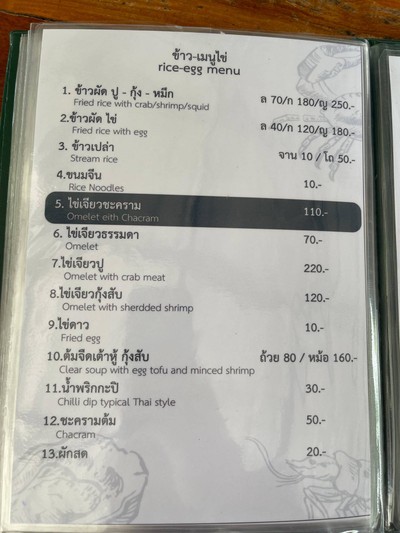 ข้าว-เมนูไข่
rice-egg menu
1. ข้าวผัด ปู - กุ้ง - หมึก ล 70/ก 180/ญ 250.-
Fried rice with crab/shrimp/squid
2.ข้าวผัด ไข่ ล 40/ก 120/ญ 180.-
Fried rice with egg
3. ข้าวเปล่า จาน 10 / โถ 50.-
Stream rice
4.ขนมจีน 10.-
Rice Noodles
5. ไข่เจียวชะคราม 110.-
Omelet eith Chacram
6. ไข่เจียวธรรมดา 70.-
Omelet
7.ไข่เจียวปู 220.-
Omelet with crab meat
8.ไข่เจียวกุ้งสับ 120.-
Omelet with sherdded shrimp
9.ไข่ดาว 10.-
Fried egg
10.ต้มจืดเต้าหู้ กุ้งสับ ถ้วย 80 / หม้อ 160.-
Clear soup with egg tofu and minced shrimp
11.น้ำพริกกะปิ 30.-
Chilli dip typical Thai style
12.ชะครามต้ม 50.-
Chacram
13.ผักสด 20.-